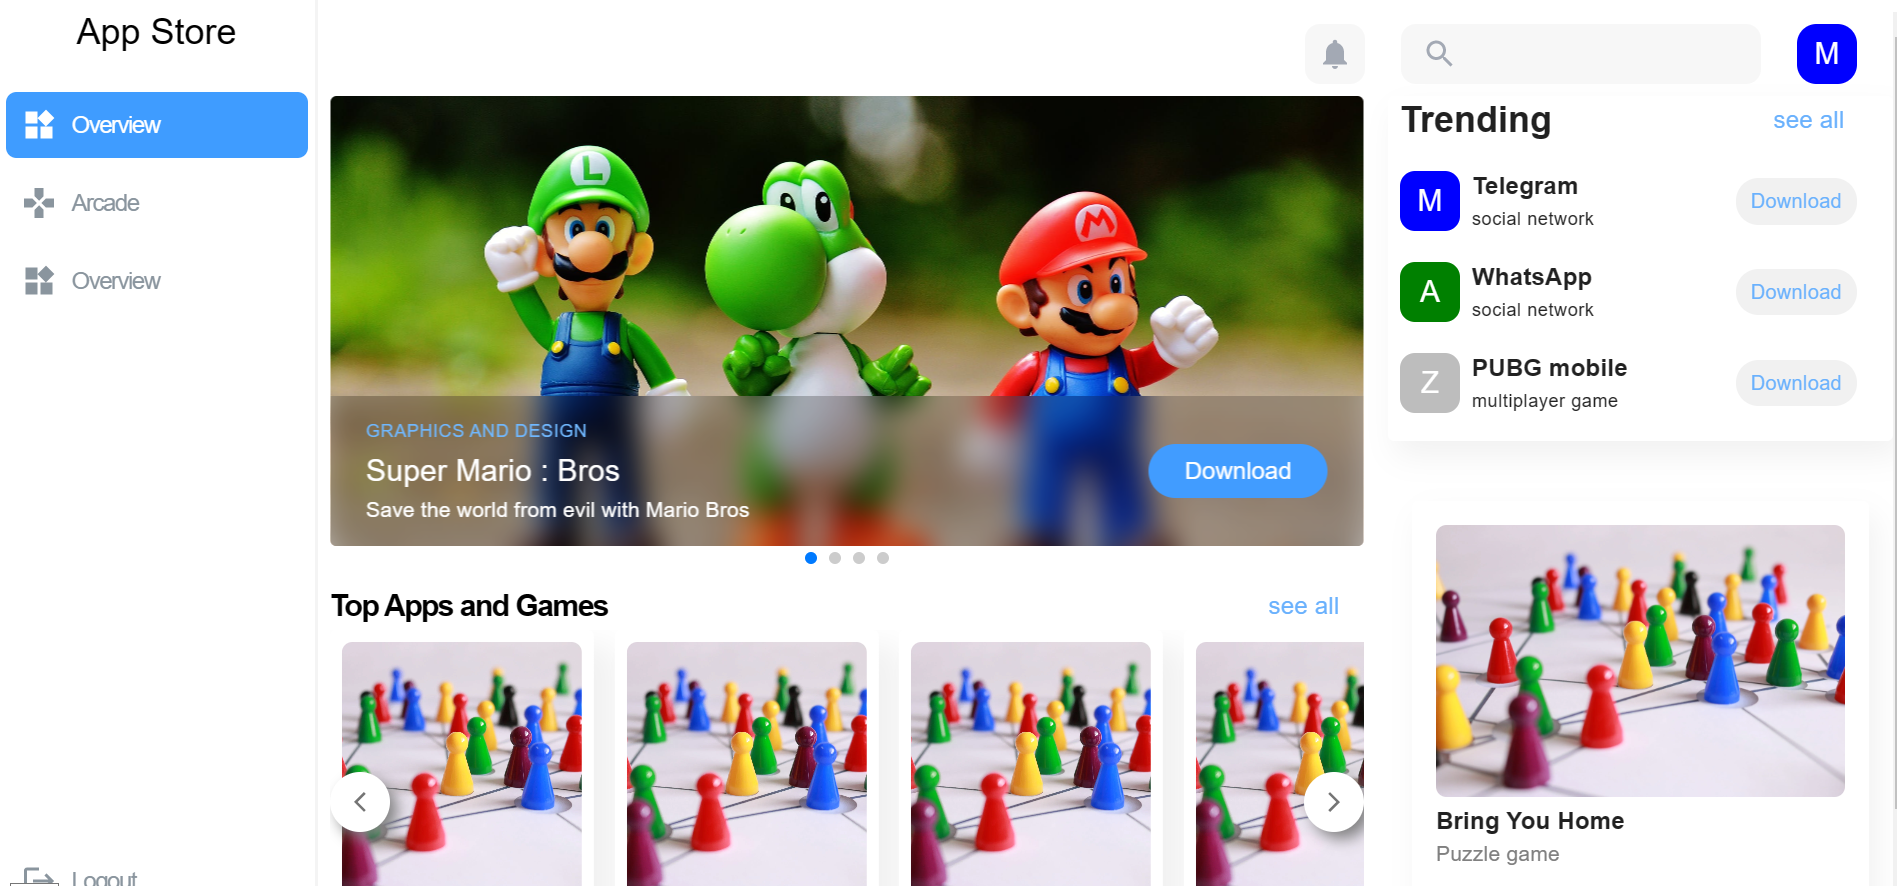 App Store
Overview
Arcade
Overview
Logout
M
L
M
GRAPHICS AND DESIGN
Super Mario : Bros
Save the world from evil with Mario Bros
Download
Top Apps and Games
see all
Trending
see all
M
Telegram
social network
Download
A
WhatsApp
social network
Download
Z
PUBG mobile
multiplayer game
Download
Bring You Home
Puzzle game